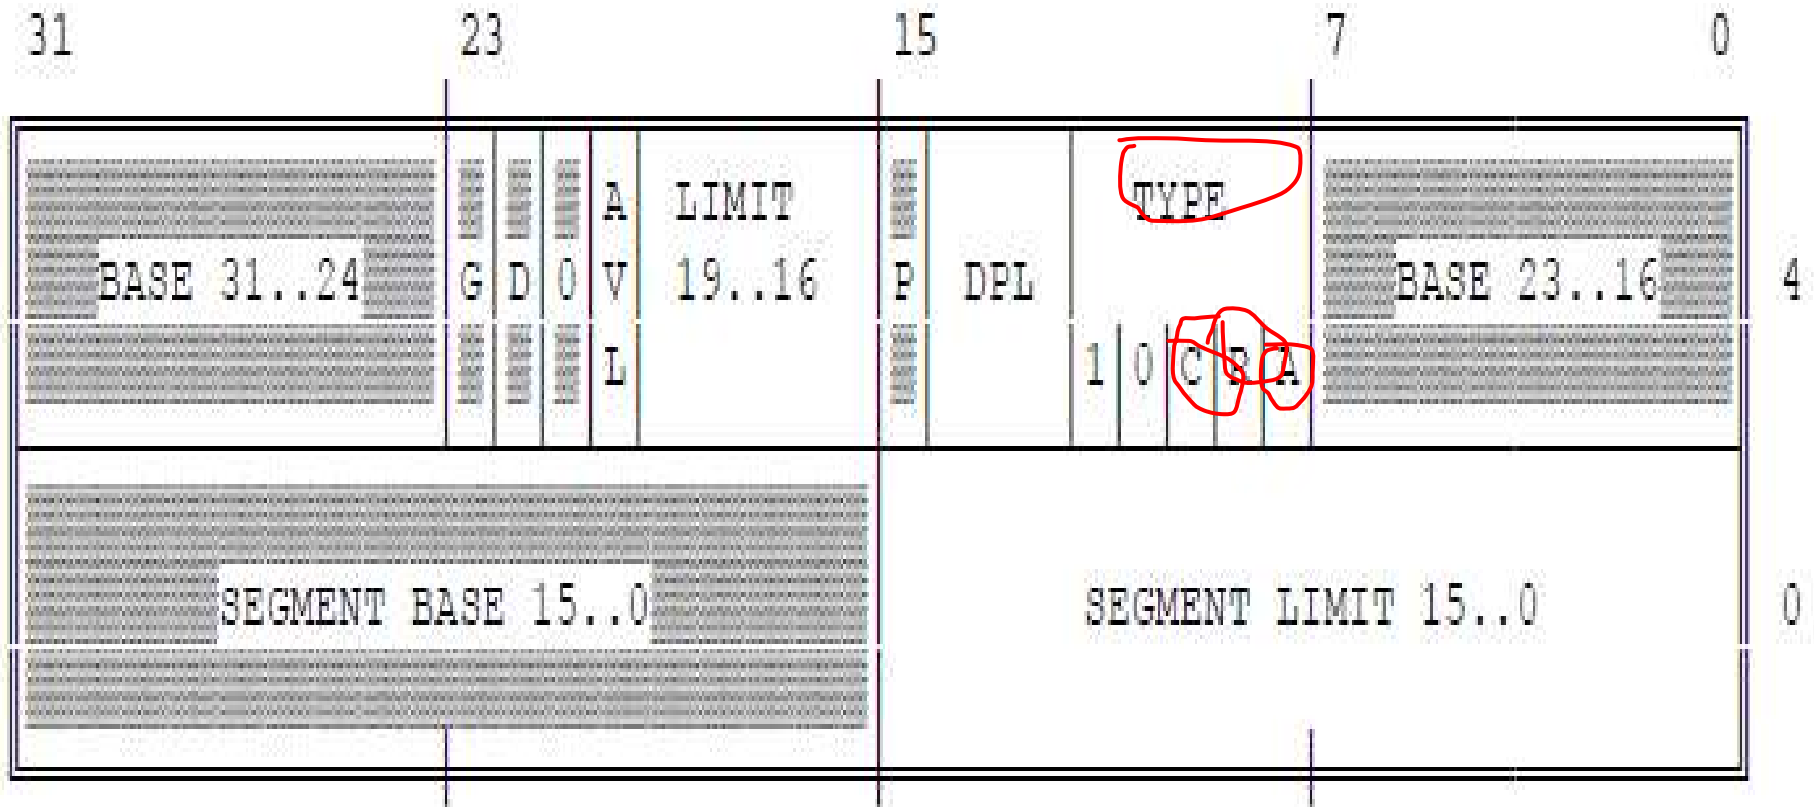 31 23 15 7 0
A LIMIT TYPE
BASE 31..24 G D 0 V 19..16 P DPL BASE 23..16 4
L 1 0 C R A
SEGMENT BASE 15..0 SEGMENT LIMIT 15..0 0